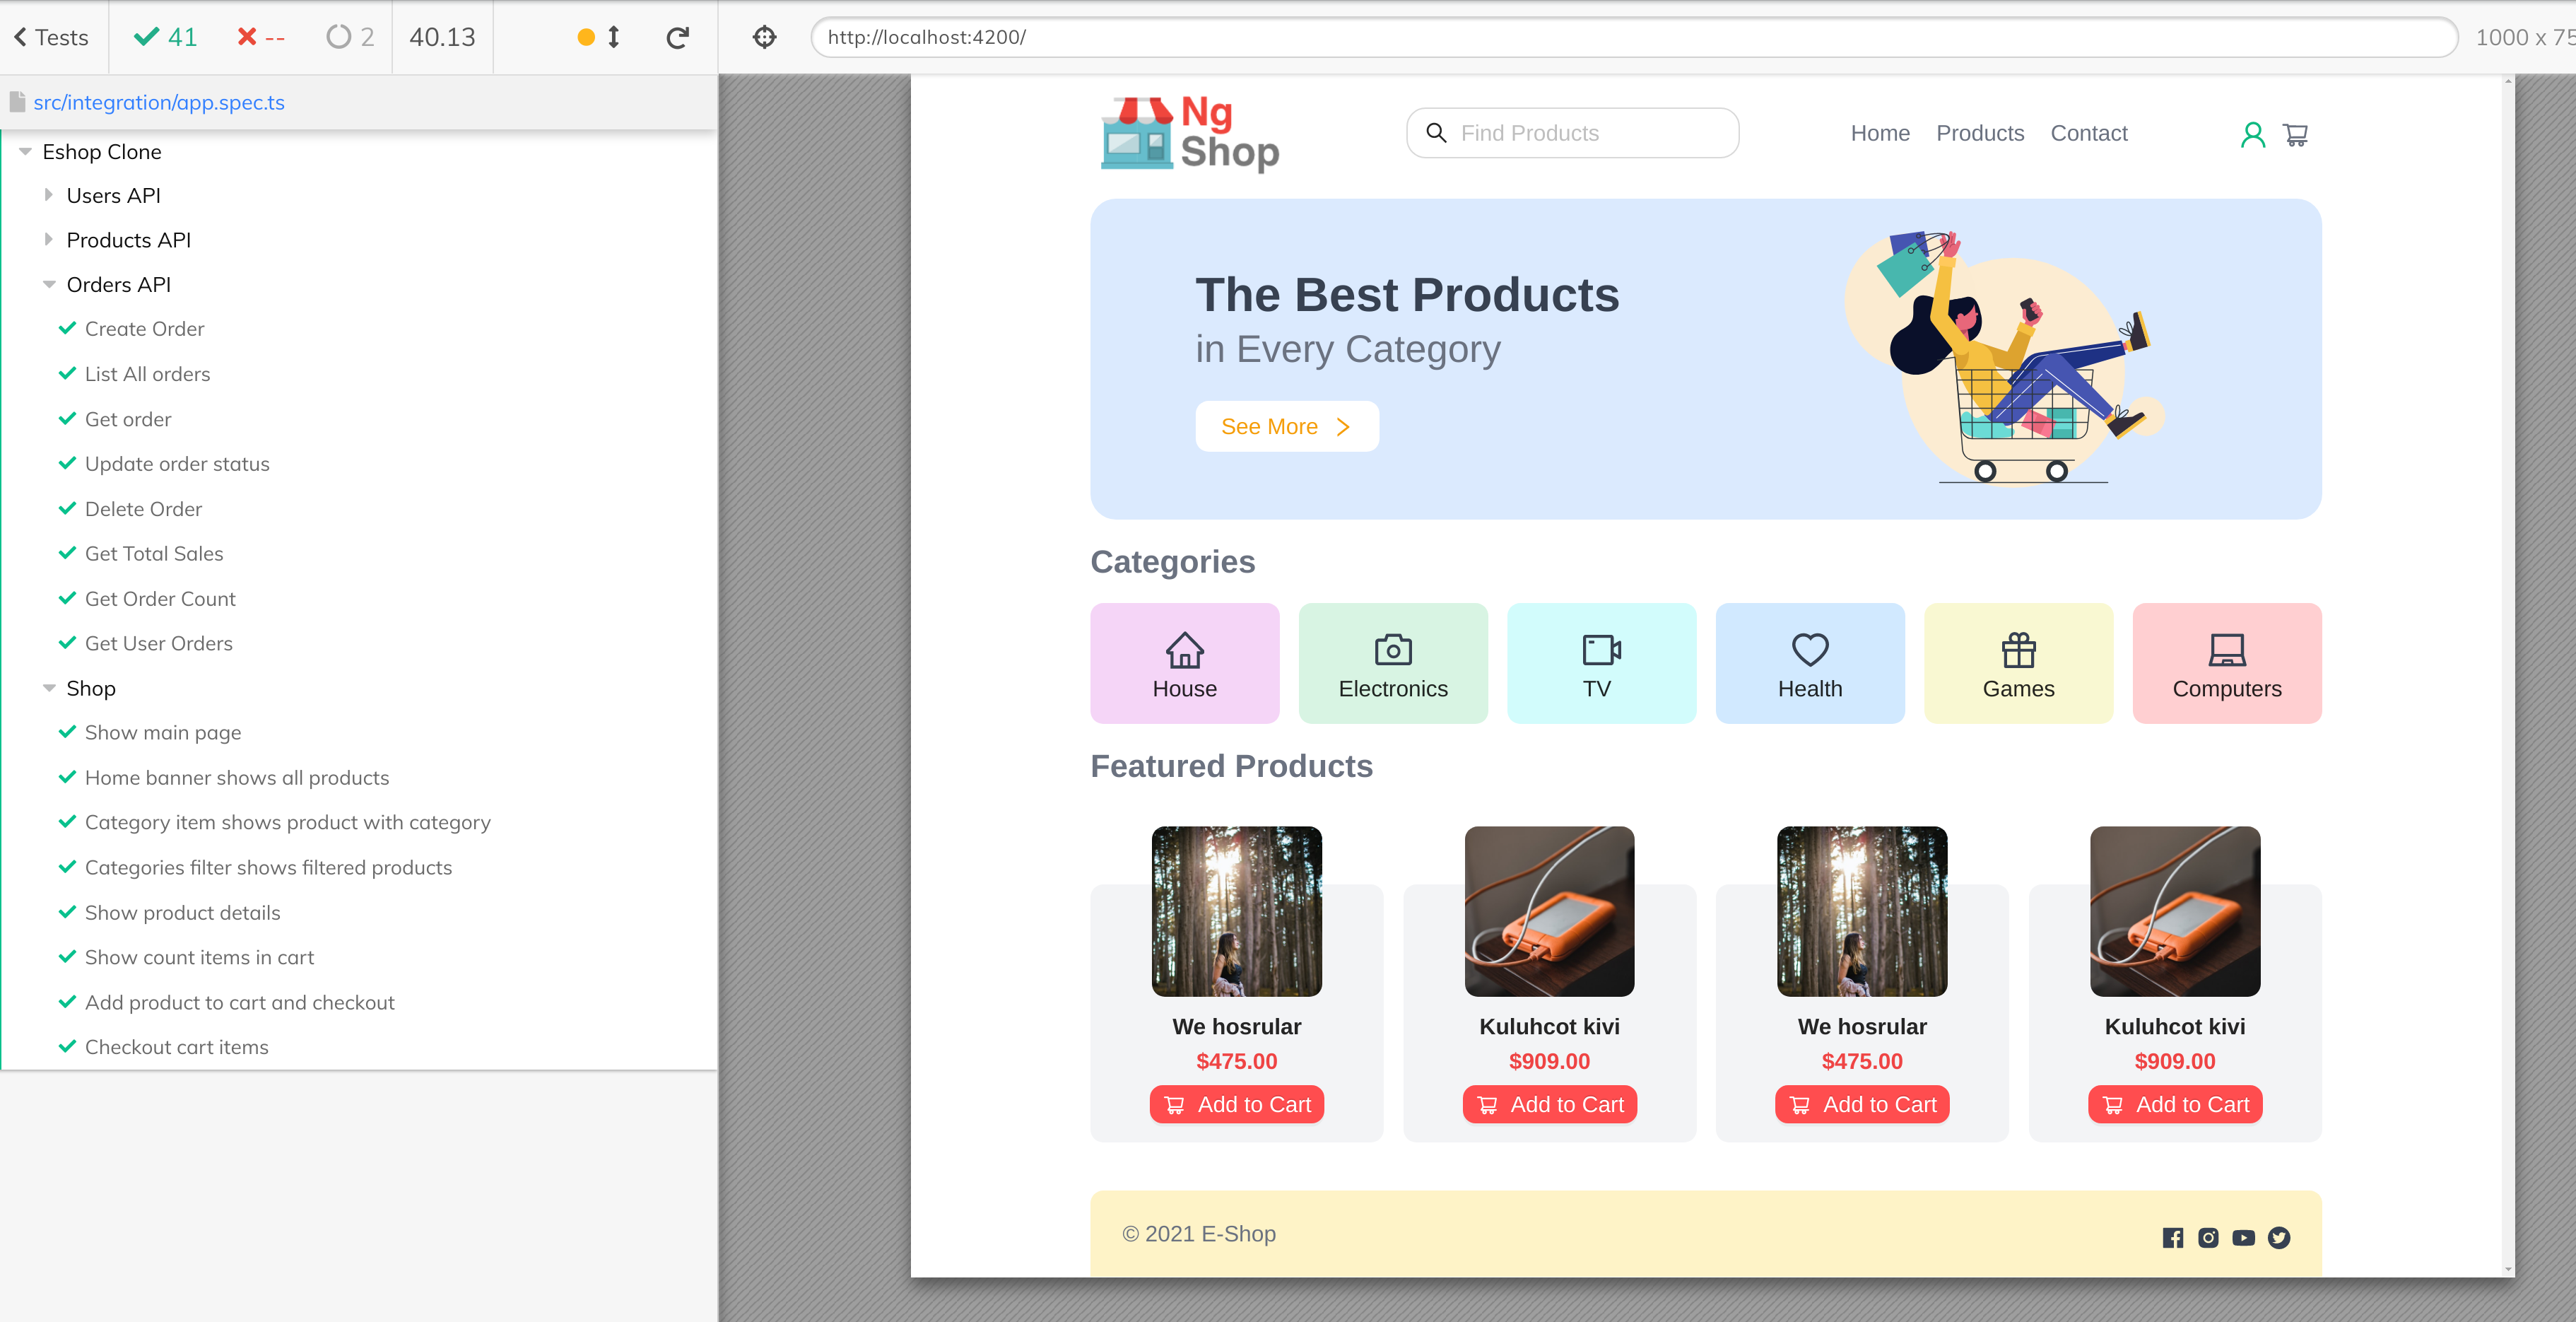 Tests 41 -- 2 40.13 http://localhost:4200/ 1000 x 75
src/integration/app.spec.ts
Eshop Clone
Users API
Products API
Orders API
Create Order
List All orders
Get order
Update order status
Delete Order
Get Total Sales
Get Order Count
Get User Orders
Shop
Show main page
Home banner shows all products
Category item shows product with category
Categories filter shows filtered products
Show product details
Show count items in cart
Add product to cart and checkout
Checkout cart items
Ng
Shop
Find Products
Home Products Contact
The Best Products
in Every Category
See More
Categories
House Electronics TV Health Games Computers
Featured Products
We hosrular Kuluhcot kivi We hosrular Kuluhcot kivi
$475.00 $909.00 $475.00 $909.00
Add to Cart Add to Cart Add to Cart Add to Cart
© 2021 E-Shop